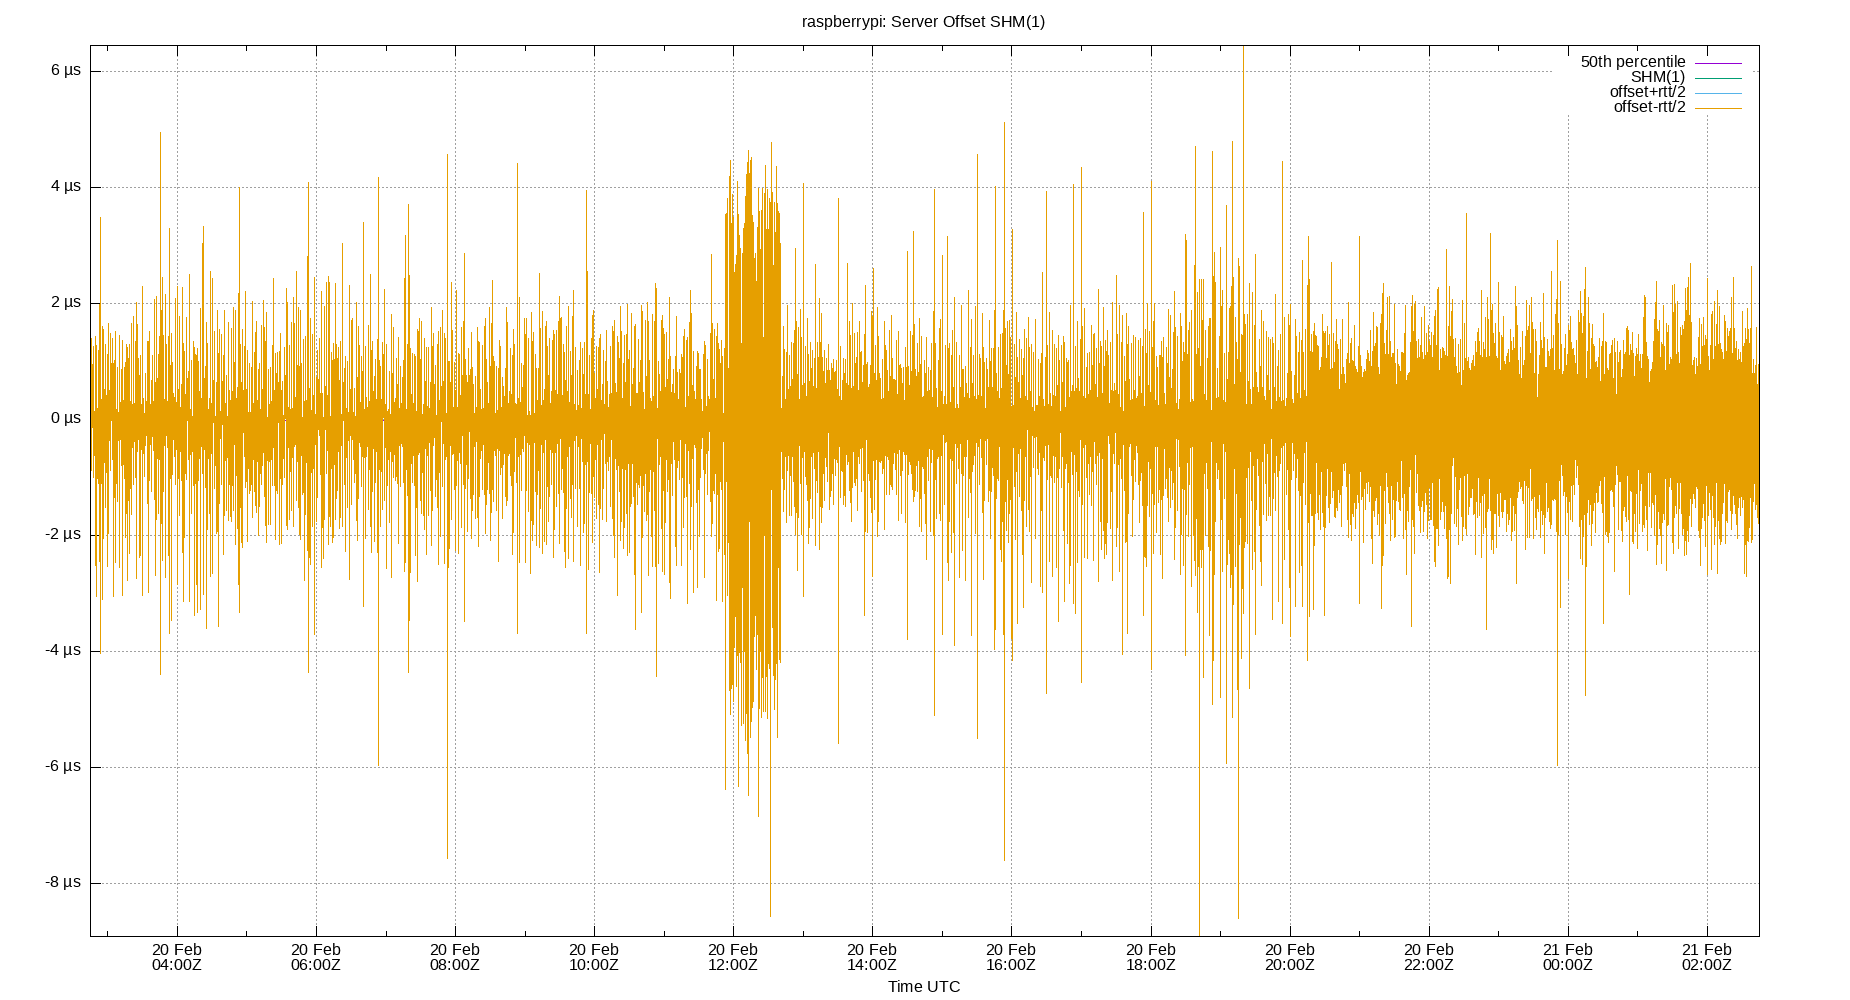 raspberrypi: Server Offset SHM(1)
50th percentile
SHM(1)
offset+rtt/2
offset-rtt/2
6 µs
4 µs
2 µs
0 µs
-2 µs
-4 µs
-6 µs
-8 µs
20 Feb 20 Feb 20 Feb 20 Feb 20 Feb 20 Feb 20 Feb 20 Feb 20 Feb 20 Feb 21 Feb 21 Feb
04:00Z 06:00Z 08:00Z 10:00Z 12:00Z 14:00Z 16:00Z 18:00Z 20:00Z 22:00Z 00:00Z 02:00Z
Time UTC